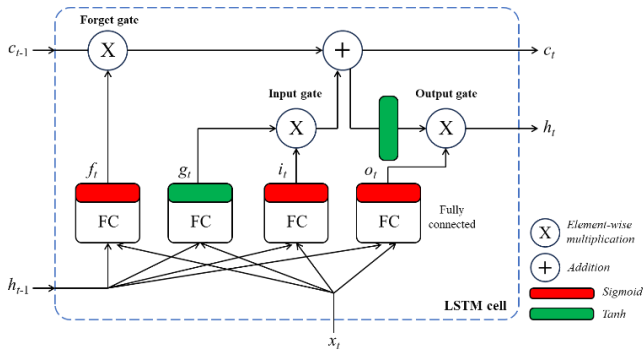 Forget gate
c_{t-1}
X
+
c_t
Input gate
Output gate
X
X
h_t
f_t
g_t
i_t
o_t
FC
FC
FC
FC
Fully
connected
X
Element-wise
multiplication
+
Addition
h_{t-1}
Sigmoid
LSTM cell
Tanh
x_t